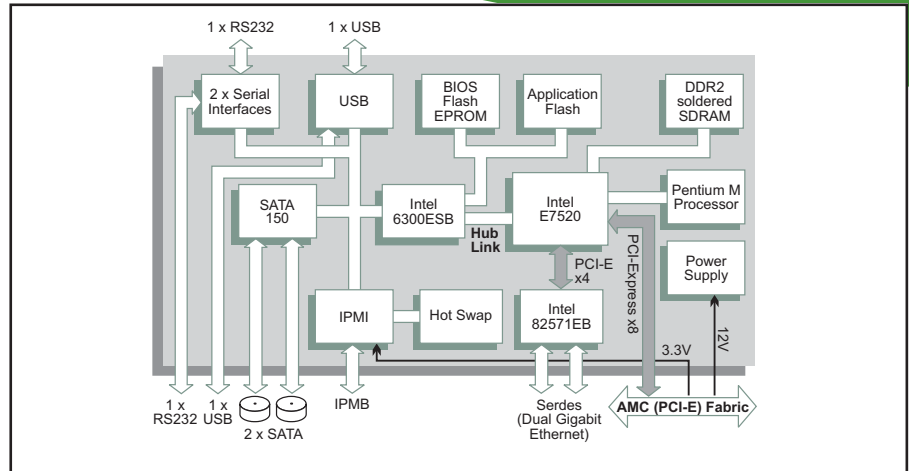 1 x RS232
1 x USB
2 x Serial
Interfaces
USB
BIOS
Flash
EPROM
Application
Flash
DDR2
soldered
SDRAM
SATA
150
Intel
6300ESB
Hub
Link
Intel
E7520
Pentium M
Processor
PCI-E
x4
PCI-Express x8
Power
Supply
IPMI
Hot Swap
Intel
82571EB
3.3V
12V
1 x
RS232
1 x
USB
2 x SATA
IPMB
Serdes
(Dual Gigabit
Ethernet)
AMC (PCI-E) Fabric